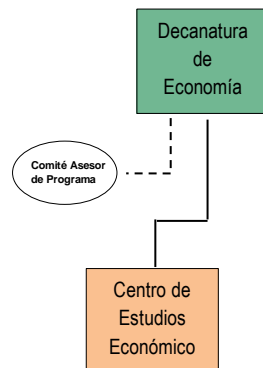 Decanatura
de
Economía
Comité Asesor
de Programa
Centro de
Estudios
Económico